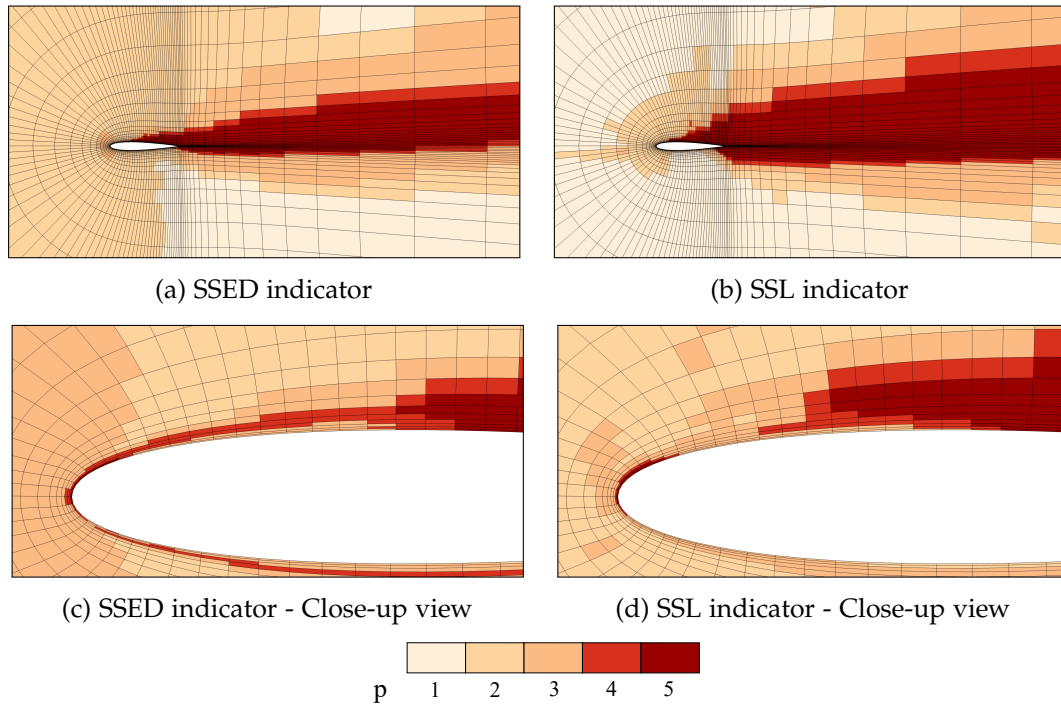 (a) SSED indicator
(b) SSL indicator
(c) SSED indicator - Close-up view
(d) SSL indicator - Close-up view
p 1 2 3 4 5